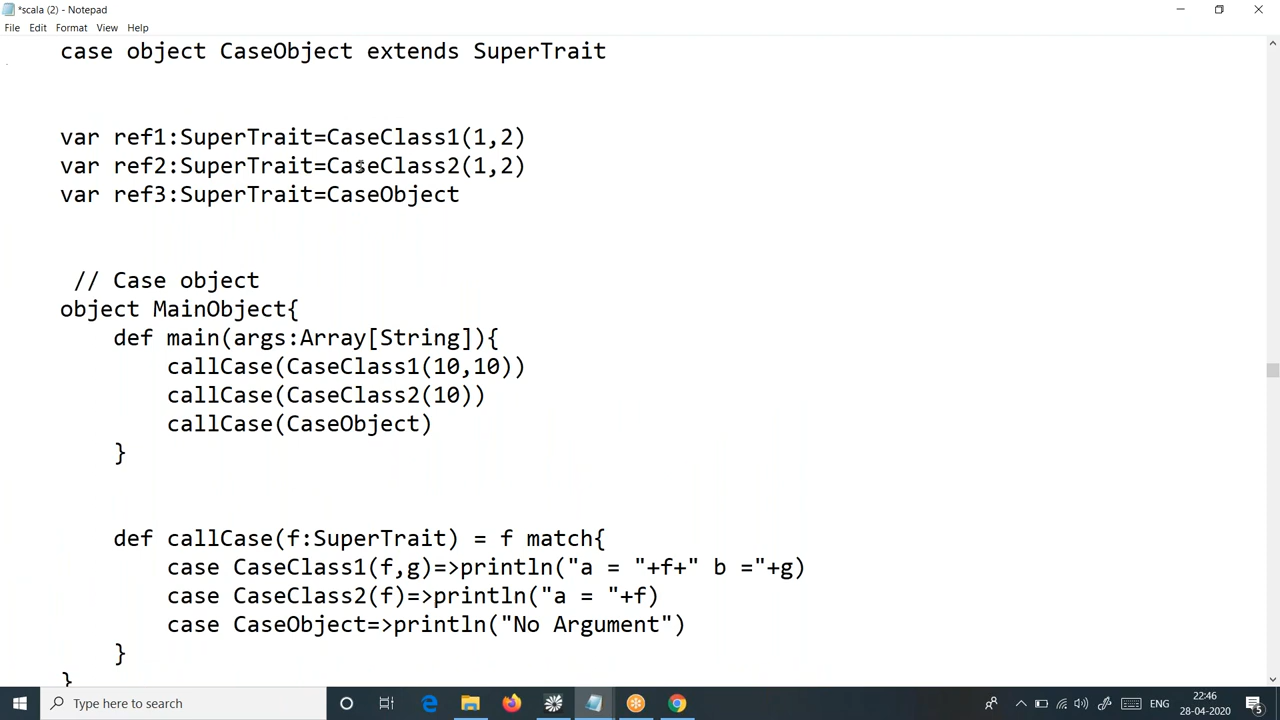 *scala (2) - Notepad
File Edit Format View Help
case object CaseObject extends SuperTrait
var ref1:SuperTrait=CaseClass1(1,2)
var ref2:SuperTrait=CaseClass2(1,2)
var ref3:SuperTrait=CaseObject
// Case object
object MainObject{
def main(args:Array[String]){
callCase(CaseClass1(10,10))
callCase(CaseClass2(10))
callCase(CaseObject)
}
def callCase(f:SuperTrait) = f match{
case CaseClass1(f,g)=>println("a = "+f+" b ="+g)
case CaseClass2(f)=>println("a = "+f)
case CaseObject=>println("No Argument")
}
}
Type here to search
ENG
22:46
28-04-2020
5